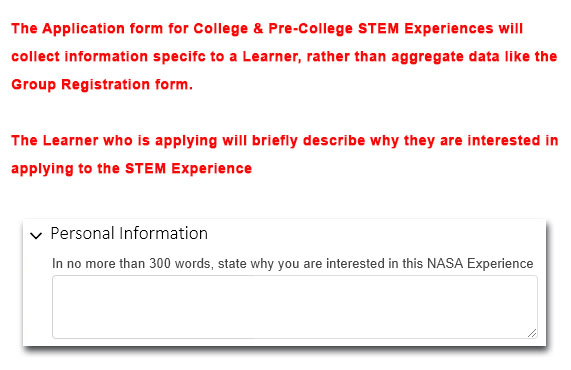 The Application form for College & Pre-College STEM Experiences will
collect information specifc to a Learner, rather than aggregate data like the
Group Registration form.
The Learner who is applying will briefly describe why they are interested in
applying to the STEM Experience
Personal Information
In no more than 300 words, state why you are interested in this NASA Experience